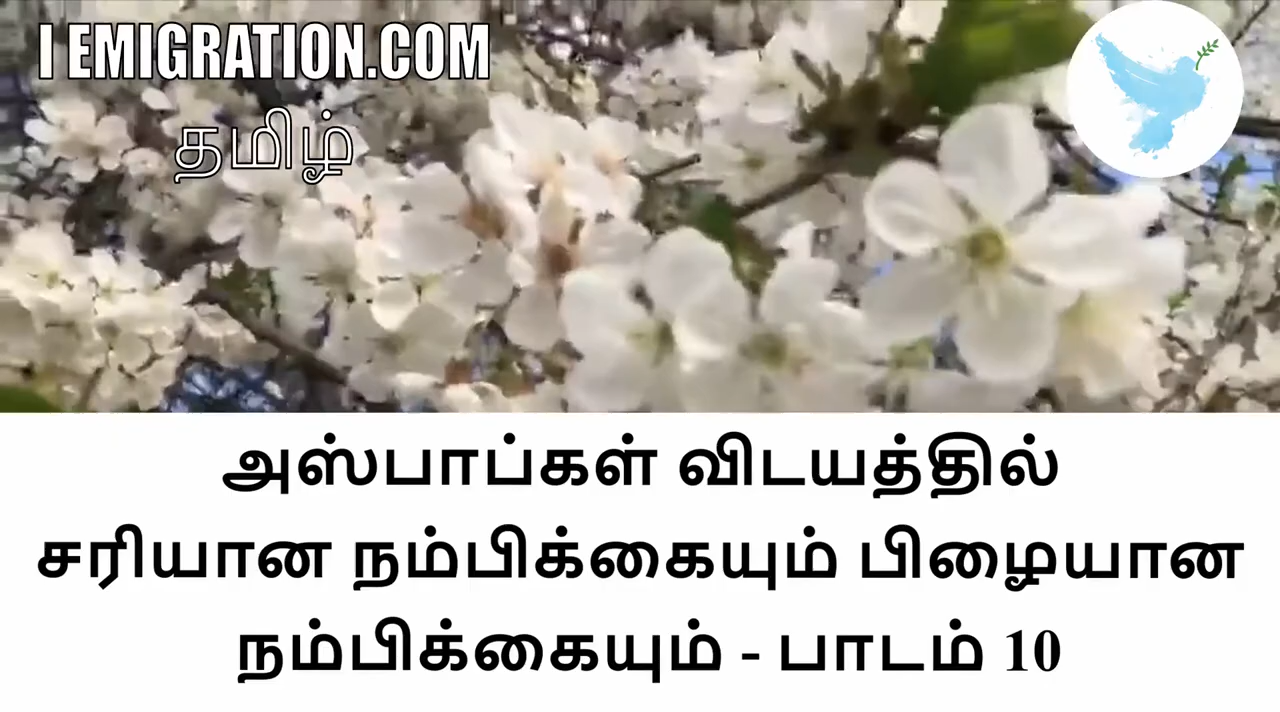 I EMIGRATION.COM
தமிழ்
அஸ்பாப்கள் விடயத்தில்
சரியான நம்பிக்கையும் பிழையான
நம்பிக்கையும் - பாடம் 10